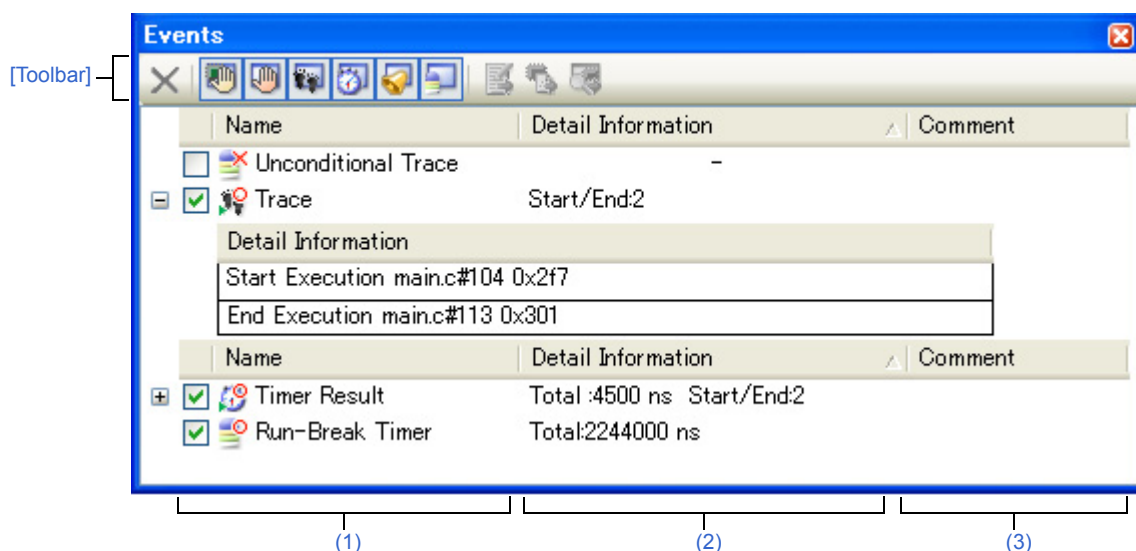 Events
[Toolbar]
Name Detail Information Comment
Unconditional Trace -
Trace Start/End:2
Detail Information
Start Execution main.c#104 0x2f7
End Execution main.c#113 0x301
Name Detail Information Comment
Timer Result Total :4500 ns Start/End:2
Run-Break Timer Total:2244000 ns
(1) (2) (3)